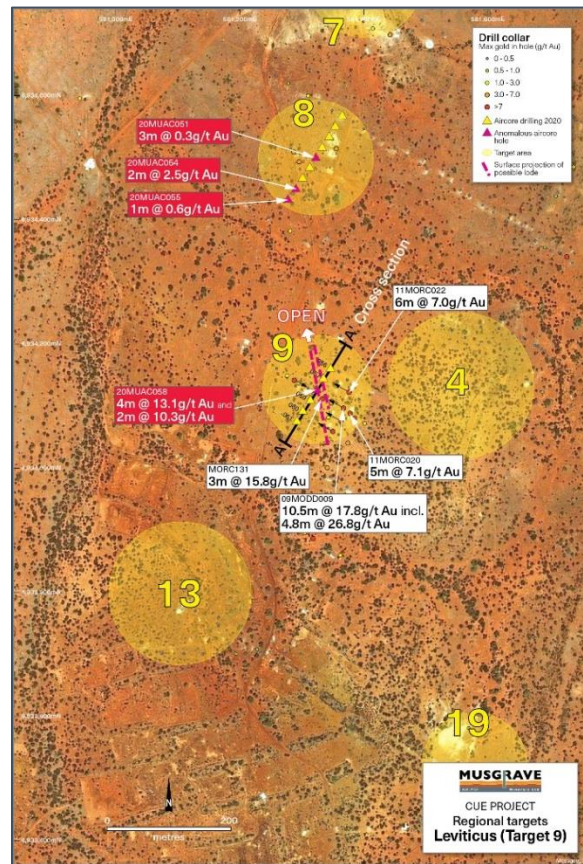 7
Drill collar
Max gold in hole (g/t Au)
0 - 0.5
0.5 - 1.0
1.0 - 3.0
3.0 - 7.0
>7
Aircore drilling 2020
Anomalous aircore
hole
Target area
Surface projection of
possible lode
8
20MUAC051
3m @ 0.3g/t Au
20MUAC054
2m @ 2.5g/t Au
20MUAC055
1m @ 0.6g/t Au
Cross section
11MORC022
6m @ 7.0g/t Au
OPEN
A
9
4
20MUAC058
4m @ 13.1g/t Au and
2m @ 10.3g/t Au
A
11MORC020
5m @ 7.1g/t Au
MORC131
3m @ 15.8g/t Au
09MODD009
10.5m @ 17.8g/t Au incl.
4.8m @ 26.8g/t Au
13
19
N
0
200
metres
MUSGRAVE
CUE PROJECT
Regional targets
Leviticus (Target 9)